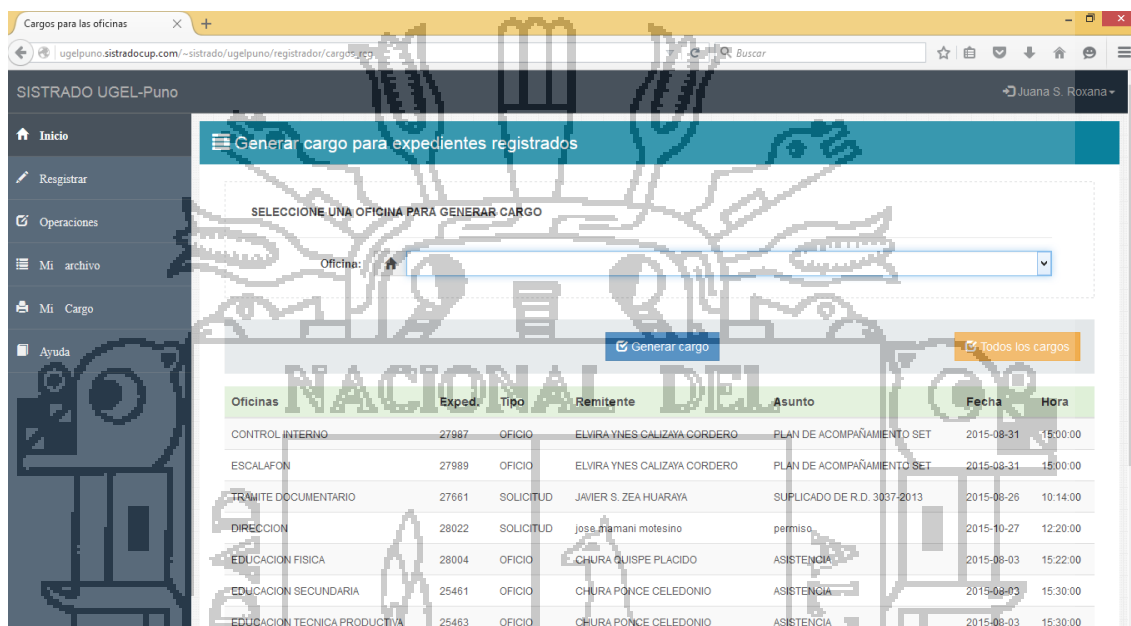 Cargos para las oficinas
ugelpuno.sistradocup.com/~sistrado/ugelpuno/registrador/cargos_reg
Buscar
SISTRADO UGEL-Puno
Juana S. Roxana
Inicio
Resgistrar
Operaciones
Mi archivo
Mi Cargo
Ayuda
Generar cargo para expedientes registrados
SELECCIONE UNA OFICINA PARA GENERAR CARGO
Oficina:
Generar cargo
Todos los cargos
NACIONAL DEL
Oficinas Exped. Tipo Remitente Asunto Fecha Hora
CONTROL INTERNO 27987 OFICIO ELVIRA YNES CALIZAYA CORDERO PLAN DE ACOMPAÑAMIENTO SET 2015-08-31 15:00:00
ESCALAFON 27989 OFICIO ELVIRA YNES CALIZAYA CORDERO PLAN DE ACOMPAÑAMIENTO SET 2015-08-31 15:00:00
TRAMITE DOCUMENTARIO 27661 SOLICITUD JAVIER S. ZEA HUARAYA SUPLICADO DE R.D. 3037-2013 2015-08-26 10:14:00
DIRECCION 28022 SOLICITUD jose mamani motesino permiso 2015-10-27 12:20:00
EDUCACION FISICA 28004 OFICIO CHURA QUISPE PLACIDO ASISTENCIA 2015-08-03 15:22:00
EDUCACION SECUNDARIA 25461 OFICIO CHURA PONCE CELEDONIO ASISTENCIA 2015-08-03 15:30:00
EDUCACION TECNICA PRODUCTIVA 25463 OFICIO CHURA PONCE CELEDONIO ASISTENCIA 2015-08-03 15:30:00